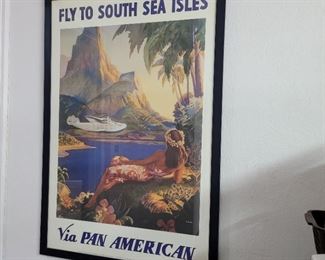 FLY TO SOUTH SEA ISLES
Via PAN AMERICAN